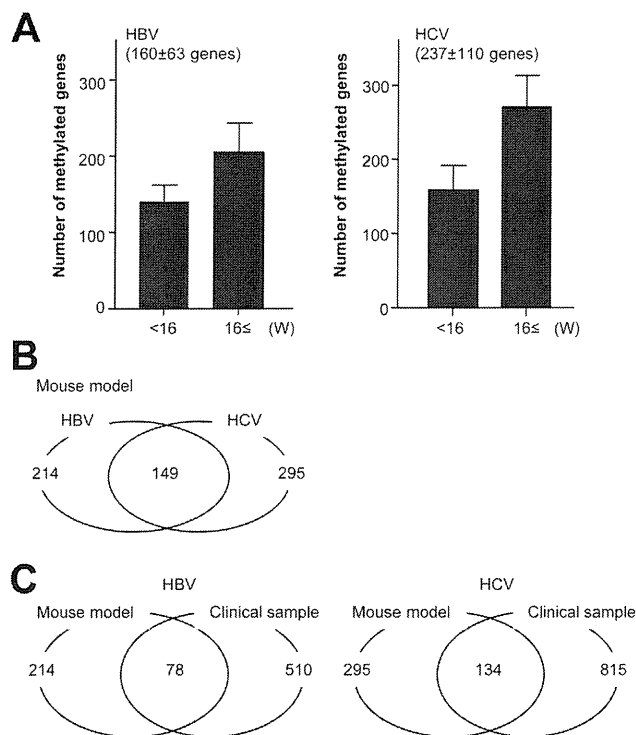 A
HBV
(160±63 genes)
Number of methylated genes
300
200
100
0
<16
16≤
(W)
HCV
(237±110 genes)
Number of methylated genes
300
200
100
0
<16
16≤
(W)
B
Mouse model
HBV
HCV
214
149
295
C
HBV
Mouse model
Clinical sample
214
78
510
HCV
Mouse model
Clinical sample
295
134
815